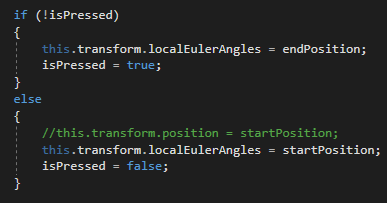 if (!isPressed)
{
    this.transform.localEulerAngles = endPosition;
    isPressed = true;
}
else
{
    //this.transform.position = startPosition;
    this.transform.localEulerAngles = startPosition;
    isPressed = false;
}